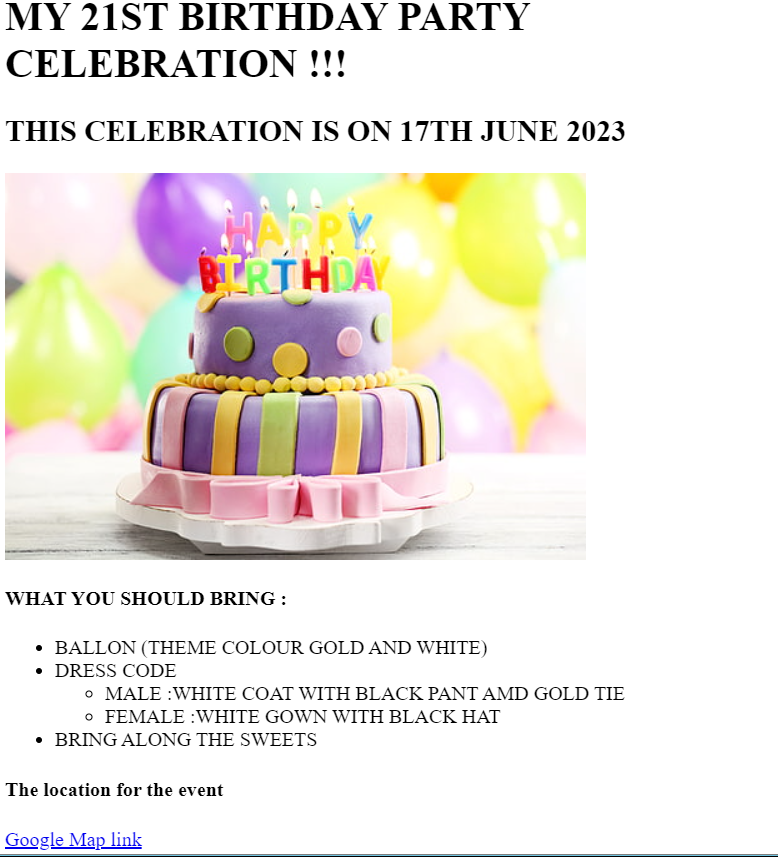 MY 21ST BIRTHDAY PARTY
CELEBRATION !!!
THIS CELEBRATION IS ON 17TH JUNE 2023
HAPPY
BIRTHDAY
WHAT YOU SHOULD BRING :
BALLON (THEME COLOUR GOLD AND WHITE)
DRESS CODE
MALE :WHITE COAT WITH BLACK PANT AMD GOLD TIE
FEMALE :WHITE GOWN WITH BLACK HAT
BRING ALONG THE SWEETS
The location for the event
Google Map link